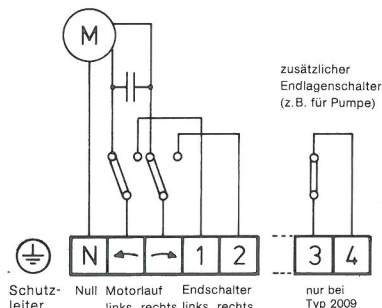 M
zusätzlicher
Endlagenschalter
(z.B. für Pumpe)
N 1 2 3 4
Schutz- Null Motorlauf Endschalter nur bei
leiter links rechts links rechts Typ 2009